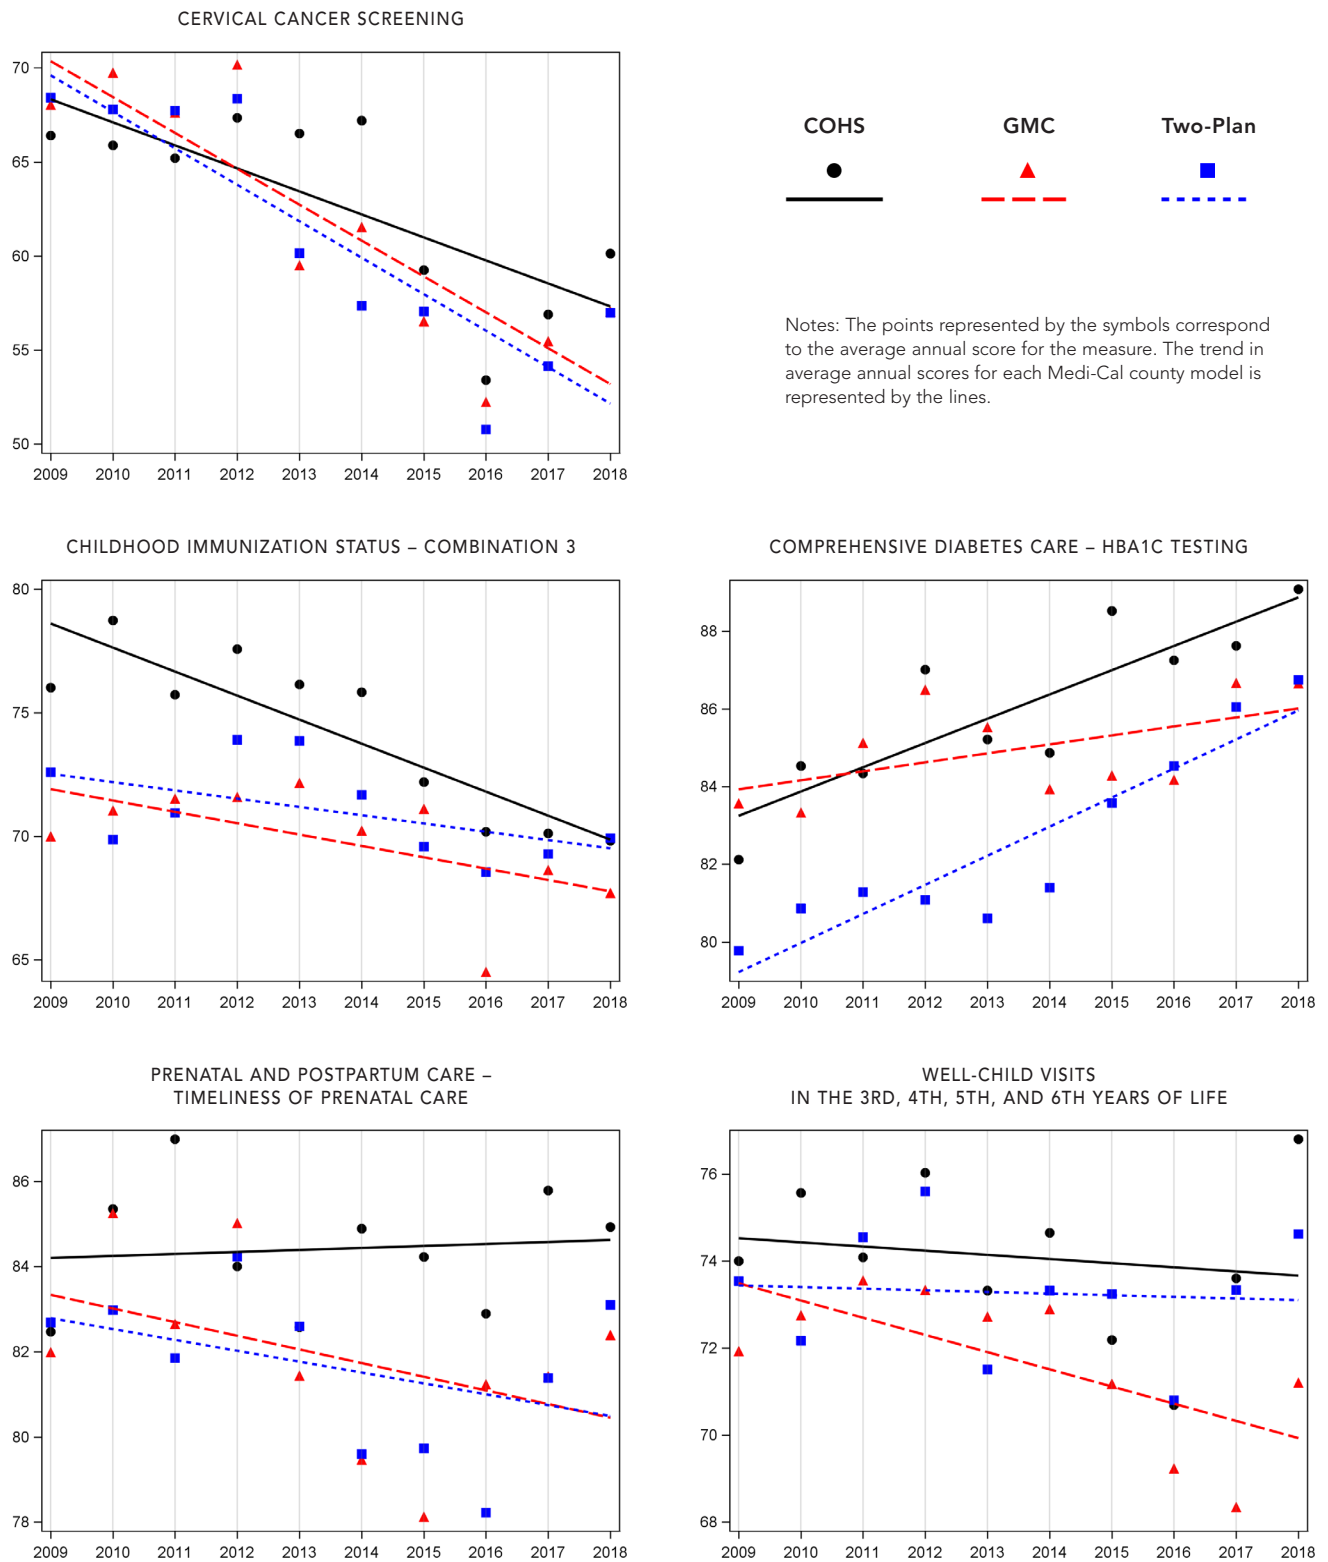 CERVICAL CANCER SCREENING
70
65
60
55
50
2009 2010 2011 2012 2013 2014 2015 2016 2017 2018
COHS GMC Two-Plan
Notes: The points represented by the symbols correspond
to the average annual score for the measure. The trend in
average annual scores for each Medi-Cal county model is
represented by the lines.
CHILDHOOD IMMUNIZATION STATUS – COMBINATION 3
80
75
70
65
2009 2010 2011 2012 2013 2014 2015 2016 2017 2018
COMPREHENSIVE DIABETES CARE – HBA1C TESTING
88
86
84
82
80
2009 2010 2011 2012 2013 2014 2015 2016 2017 2018
PRENATAL AND POSTPARTUM CARE –
TIMELINESS OF PRENATAL CARE
86
84
82
80
78
2009 2010 2011 2012 2013 2014 2015 2016 2017 2018
WELL-CHILD VISITS
IN THE 3RD, 4TH, 5TH, AND 6TH YEARS OF LIFE
76
74
72
70
68
2009 2010 2011 2012 2013 2014 2015 2016 2017 2018